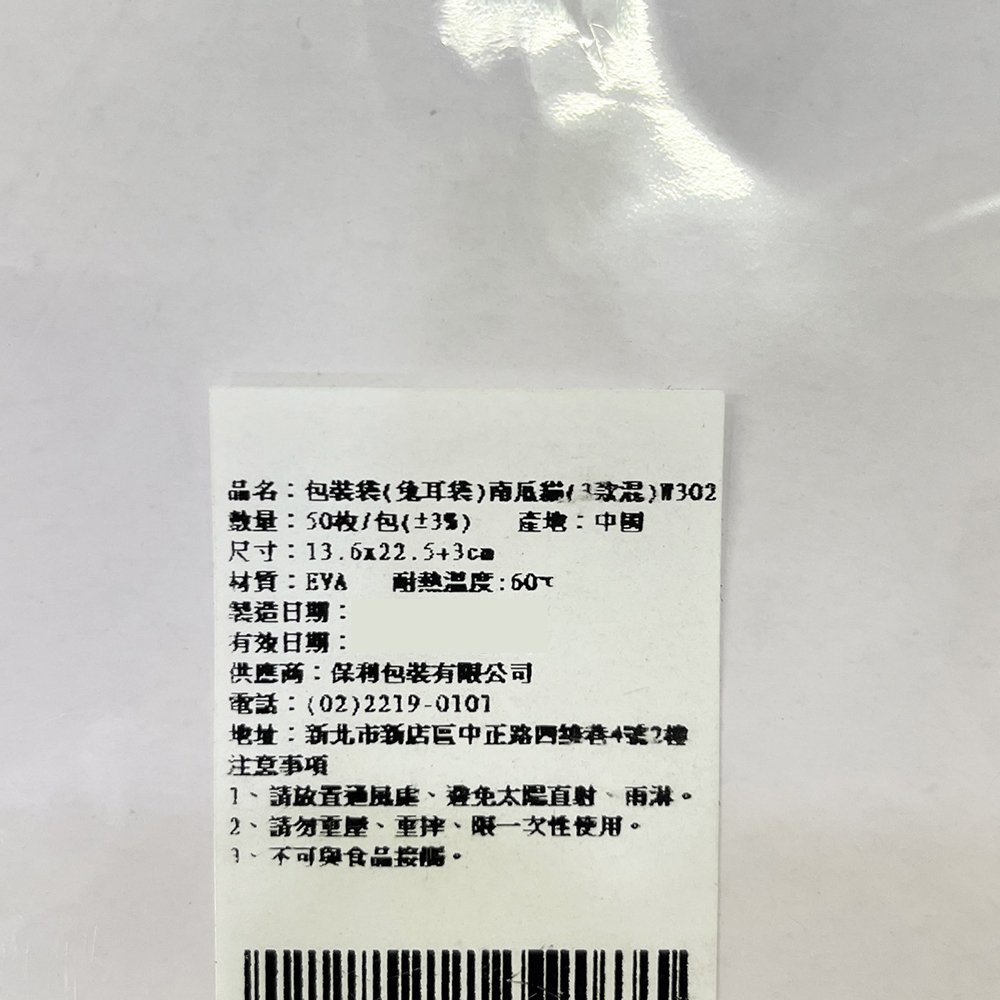 品名：包裝袋(兔耳袋)南瓜貓(3款混)W302
數量：50枚/包(±3%) 產地：中國
尺寸：13.6x22.5+3cm
材質：EVA 耐熱溫度:60℃
製造日期：
有效日期：
供應商：保利包裝有限公司
電話：(02)2219-0101
地址：新北市新店區中正路四維巷4號2樓
注意事項
1、請放置通風處、避免太陽直射、雨淋。
2、請勿重壓、重摔、限一次性使用。
3、不可與食品接觸。